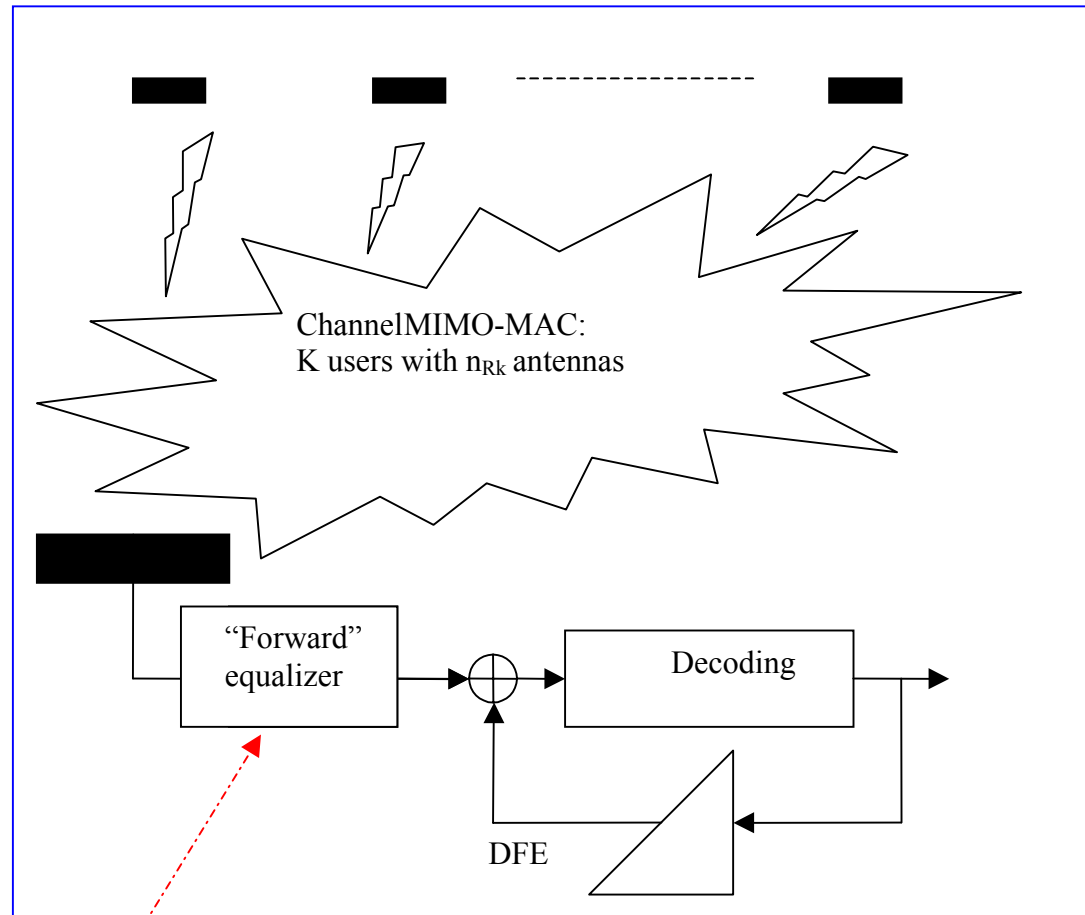 ChannelMIMO-MAC:
K users with nRk antennas
“Forward”
equalizer
Decoding
DFE